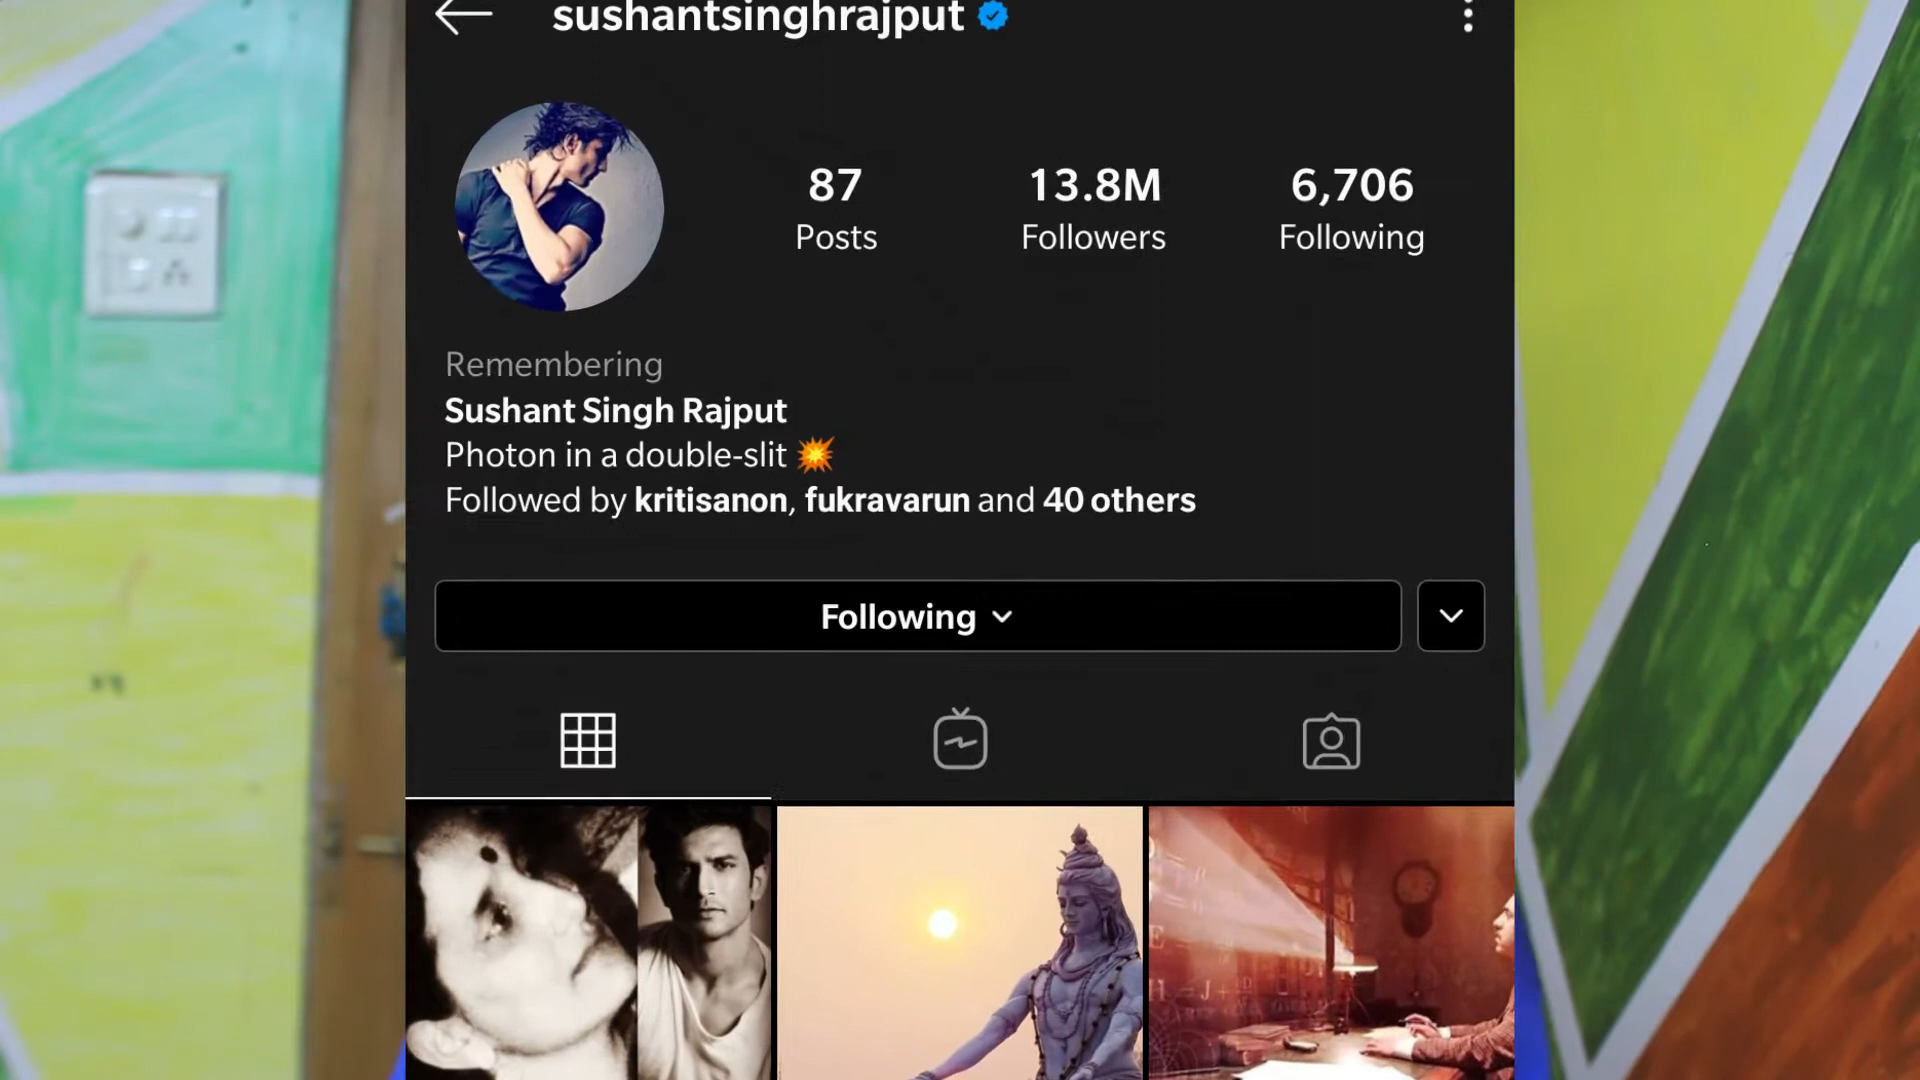 sushantsinghrajput
87
13.8M
6,706
Posts
Followers
Following
Remembering
Sushant Singh Rajput
Photon in a double-slit 💥
Followed by kritisanon, fukravarun and 40 others
Following